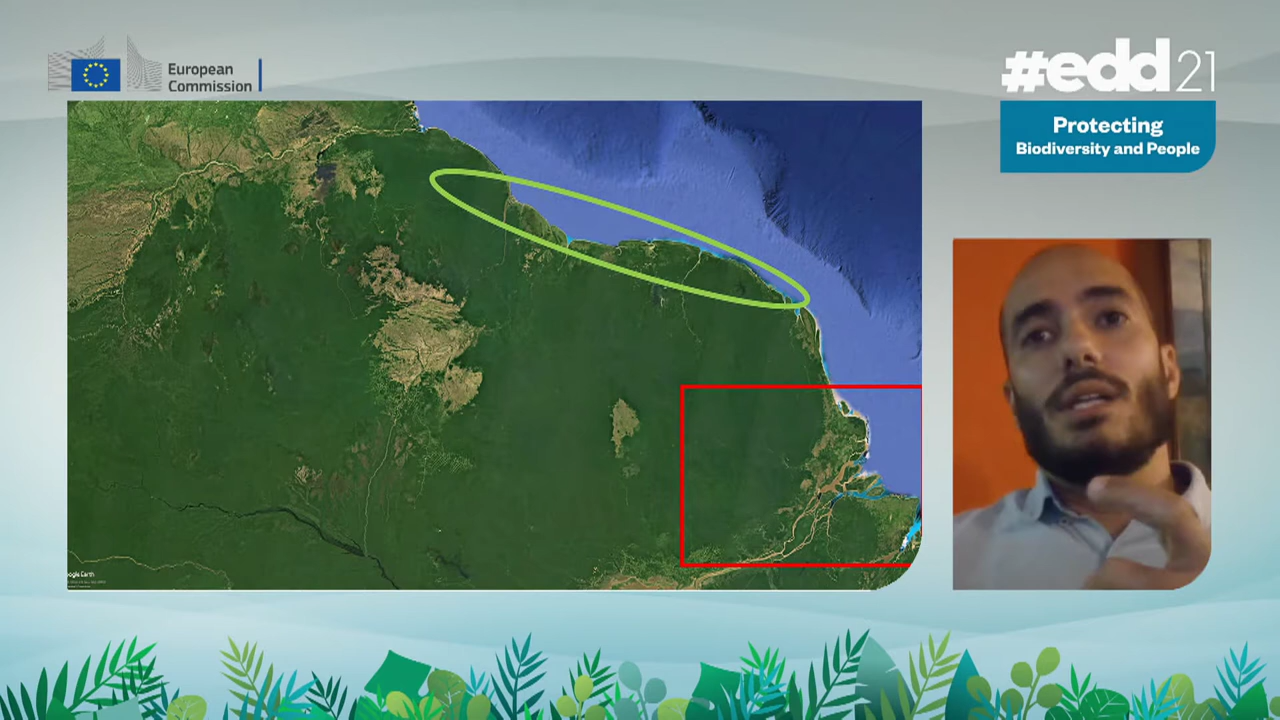 European
Commission
#edd21
Protecting
Biodiversity and People